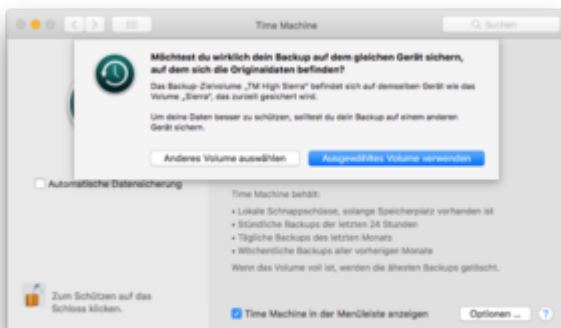 Time Machine
Suchen
Möchtest du wirklich dein Backup auf dem gleichen Gerät sichern,
auf dem sich die Originaldaten befinden?
Das Backup-Zielvolume „TM High Sierra“ befindet sich auf demselben Gerät wie das
Volume „Sierra“, das zurzeit gesichert wird.
Um deine Daten besser zu schützen, solltest du dein Backup auf einem anderen
Gerät sichern.
Anderes Volume auswählen
Ausgewähltes Volume verwenden
Automatische Datensicherung
Time Machine behält:
• Lokale Schnappschüsse, solange Speicherplatz vorhanden ist
• Stündliche Backups der letzten 24 Stunden
• Tägliche Backups des letzten Monats
• Wöchentliche Backups aller vorherigen Monate
Wenn das Volume voll ist, werden die ältesten Backups gelöscht.
Zum Schützen auf das
Schloss klicken.
Time Machine in der Menüleiste anzeigen
Optionen ...
?